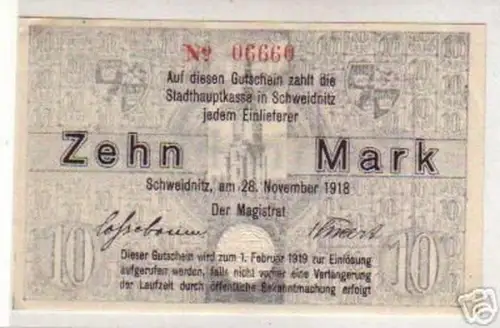 No 06660
Auf diesen Gutschein zahlt die
Stadthauptkasse in Schweidnitz
jedem Einlieferer
Zehn Mark
Schweidnitz, am 28. November 1918
Der Magistrat
Dieser Gutschein wird zum 1. Februar 1919 zur Einlösung
aufgerufen werden, falls nicht vorher eine Verlängerung
der Laufzeit durch öffentliche Bekanntmachung erfolgt
10 10